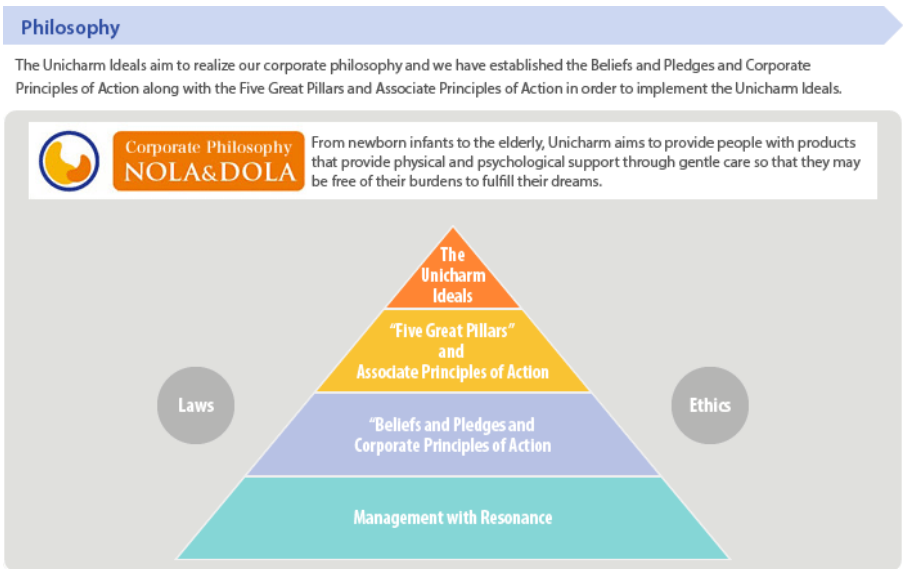 Philosophy
The Unicharm Ideals aim to realize our corporate philosophy and we have established the Beliefs and Pledges and Corporate
Principles of Action along with the Five Great Pillars and Associate Principles of Action in order to implement the Unicharm Ideals.
Corporate Philosophy
NOLA&DOLA
From newborn infants to the elderly, Unicharm aims to provide people with products
that provide physical and psychological support through gentle care so that they may
be free of their burdens to fulfill their dreams.
The
Unicharm
Ideals
“Five Great Pillars”
and
Associate Principles of Action
Laws
“Beliefs and Pledges and
Corporate Principles of Action
Ethics
Management with Resonance